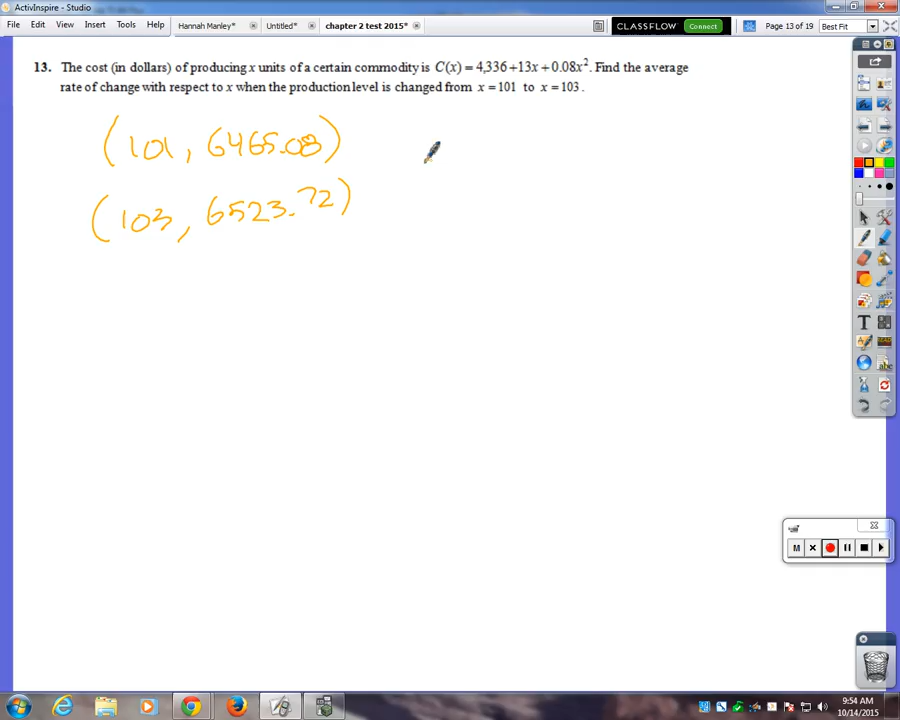 ActivInspire - Studio
File Edit View Insert Tools Help Hannah Manley* Untitled* chapter 2 test 2015* CLASSFLOW Connect Page 13 of 19 Best Fit
13. The cost (in dollars) of producing x units of a certain commodity is C(x) = 4,336 +13x + 0.08x². Find the average
rate of change with respect to x when the production level is changed from x = 101 to x = 103.
(101, 6465.08)
(103, 6523.72)
T
abc
M
9:54 AM
10/14/2015